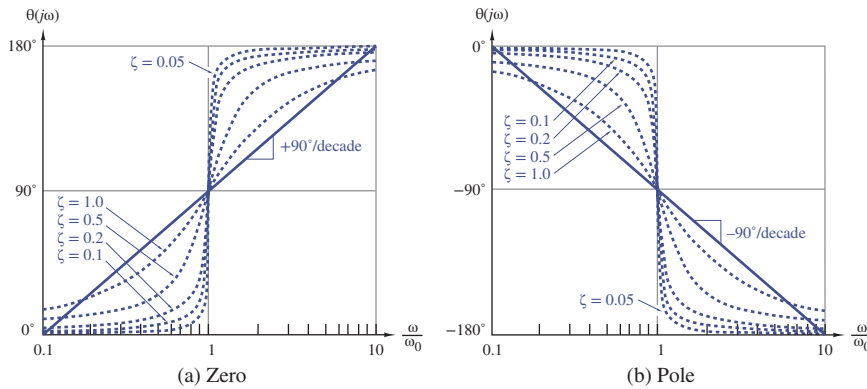 θ(jω)
180°
ζ = 0.05
+90°/decade
90°
ζ = 1.0
ζ = 0.5
ζ = 0.2
ζ = 0.1
0°
0.1
1
10
ω/ω0
(a) Zero
θ(jω)
0°
ζ = 0.1
ζ = 0.2
ζ = 0.5
ζ = 1.0
−90°
−90°/decade
ζ = 0.05
−180°
0.1
1
10
ω/ω0
(b) Pole